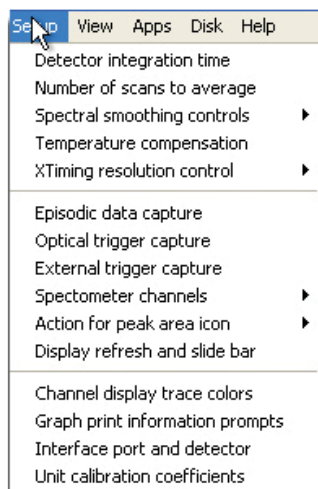 Setup View Apps Disk Help
Detector integration time
Number of scans to average
Spectral smoothing controls
Temperature compensation
XTiming resolution control
Episodic data capture
Optical trigger capture
External trigger capture
Spectometer channels
Action for peak area icon
Display refresh and slide bar
Channel display trace colors
Graph print information prompts
Interface port and detector
Unit calibration coefficients